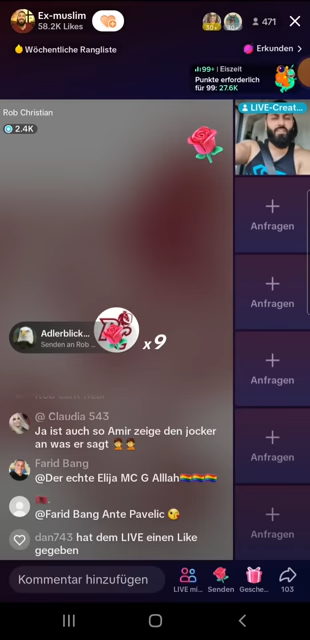 Ex-muslim
58.2K Likes
471
Wöchentliche Rangliste
Erkunden
99+ | Eiszeit
Punkte erforderlich
für 99: 27.6K
Rob Christian
2.4K
LIVE-Creat...
Anfragen
Anfragen
Anfragen
Anfragen
Anfragen
Adlerblick...
Senden an Rob ...
x9
@ Claudia 543
Ja ist auch so Amir zeige den jocker
an was er sagt
Farid Bang
@Der echte Elija MC G Alllah
@Farid Bang Ante Pavelic
dan743 hat dem LIVE einen Like
gegeben
Kommentar hinzufügen
LIVE mi...
Senden
Gesche...
103